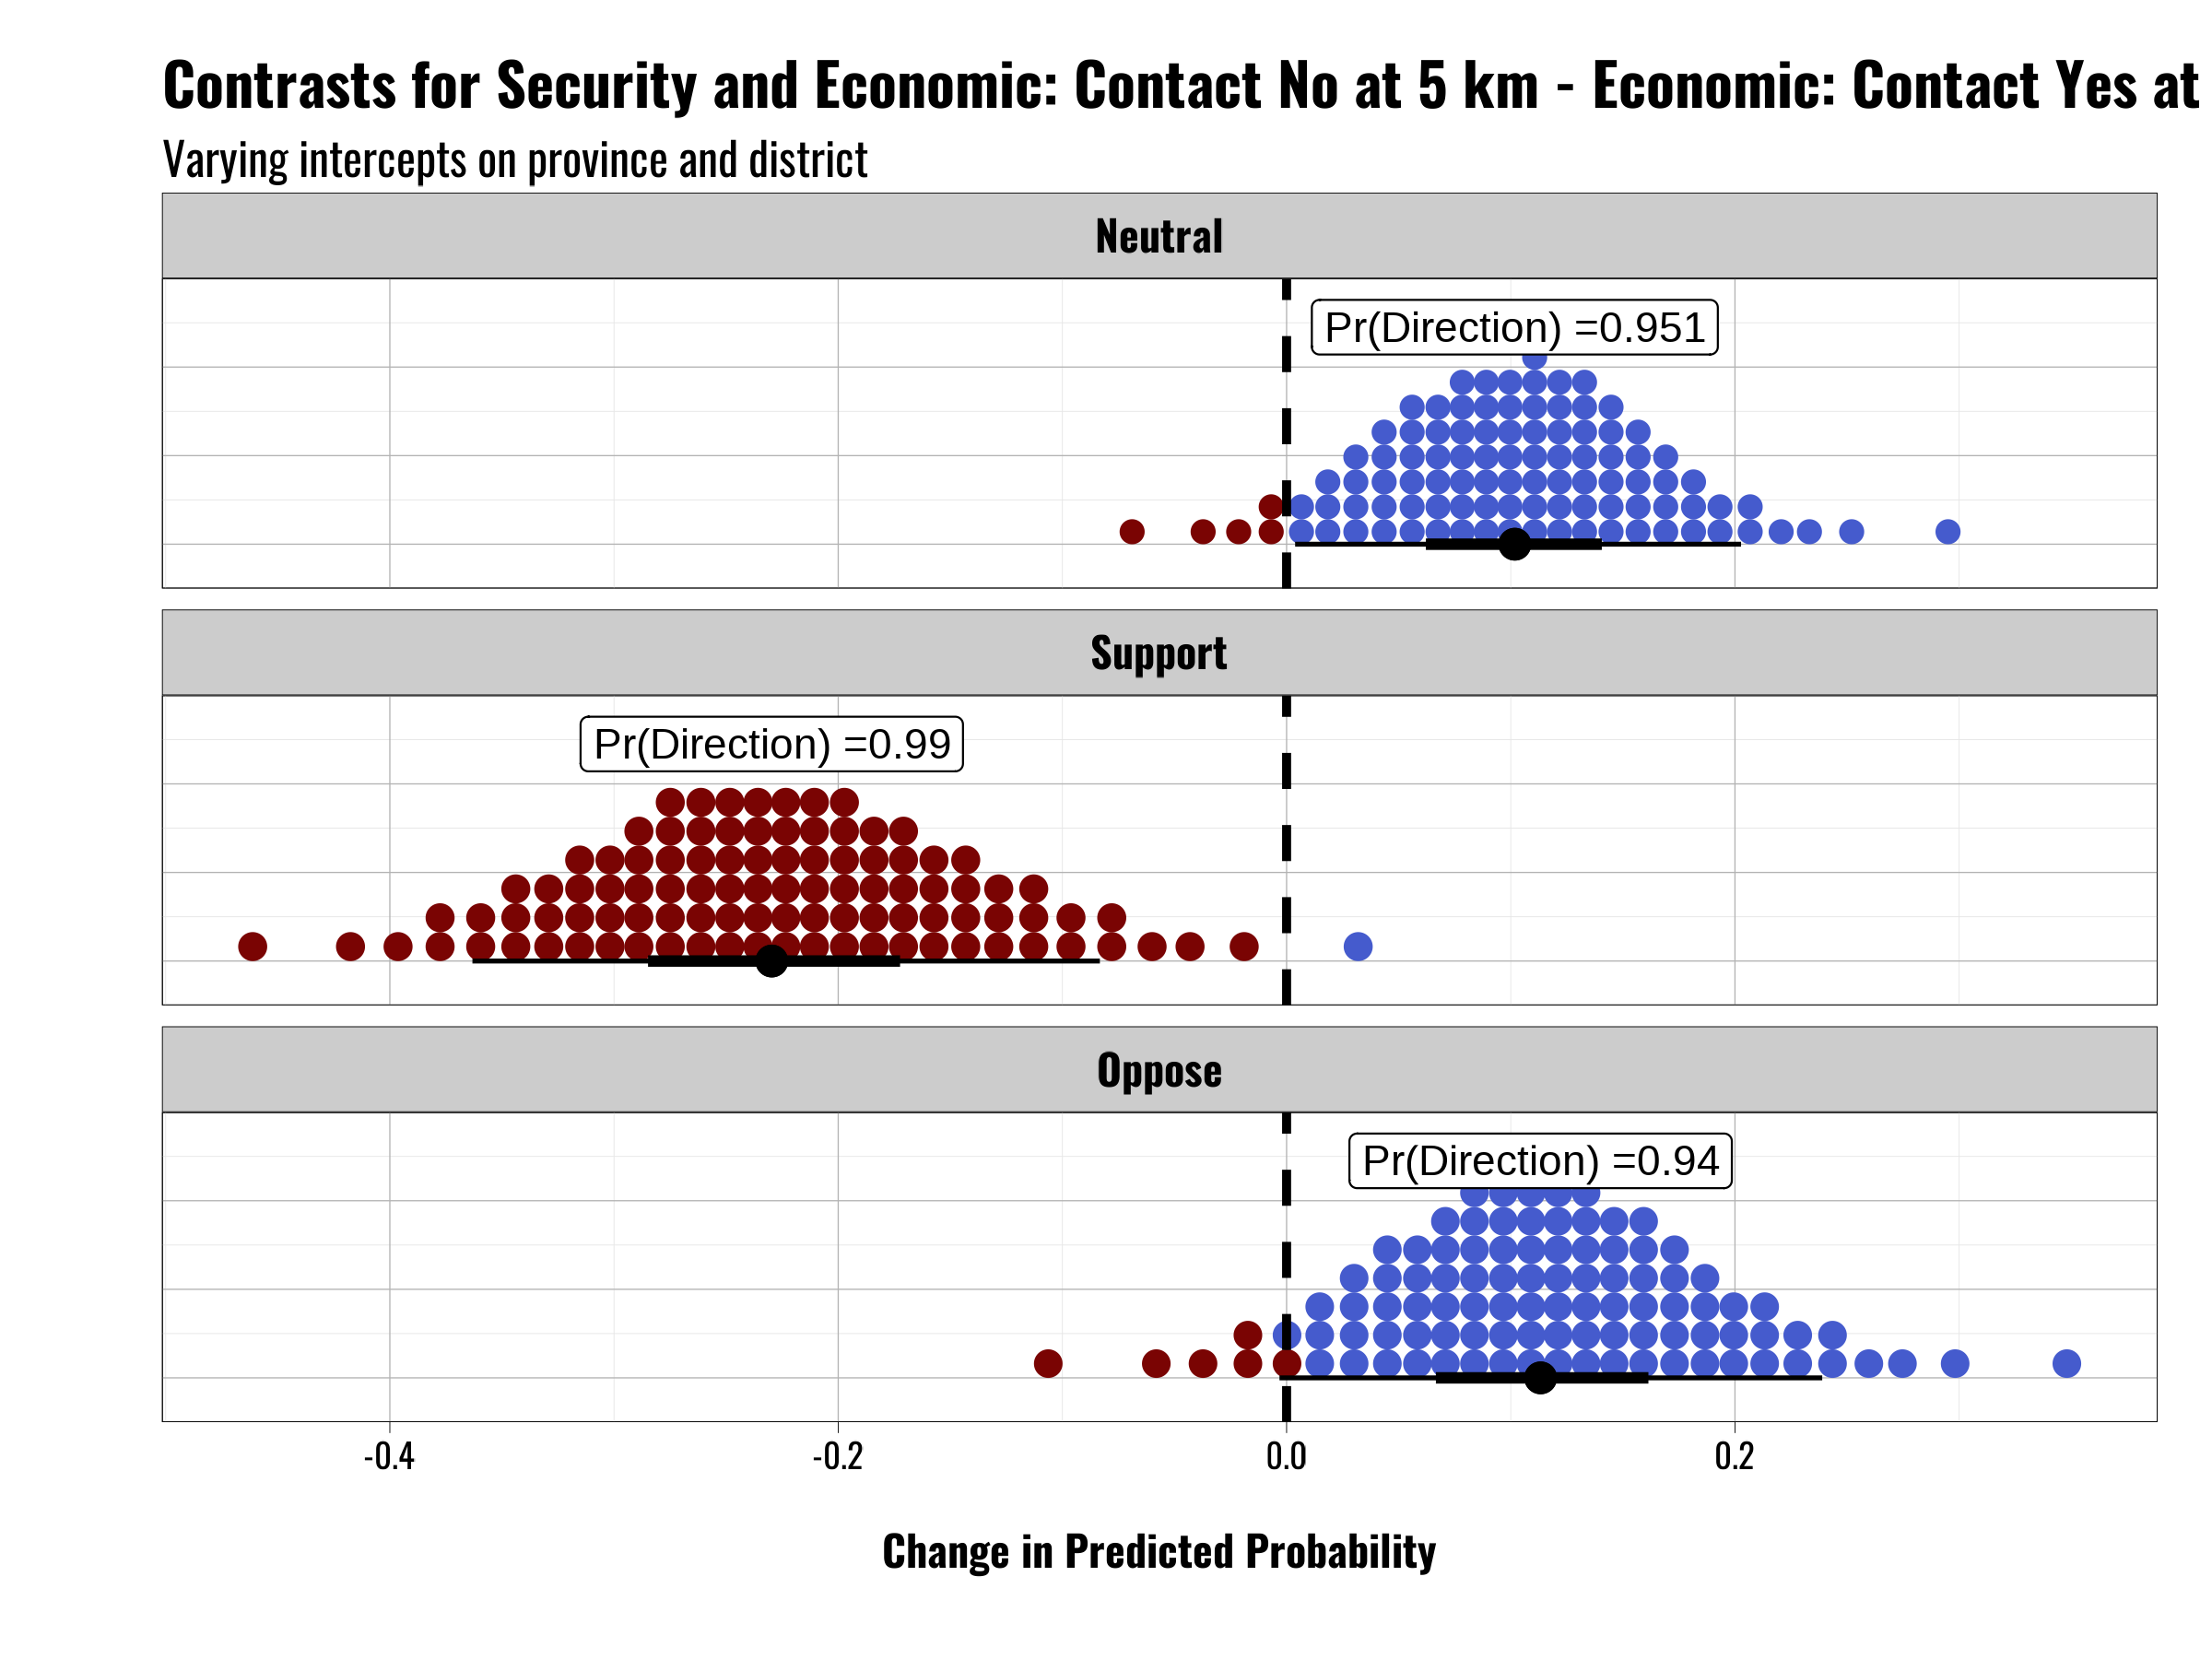 Contrasts for Security and Economic: Contact No at 5 km - Economic: Contact Yes at
Varying intercepts on province and district
Neutral
Pr(Direction) =0.951
Support
Pr(Direction) =0.99
Oppose
Pr(Direction) =0.94
-0.4 -0.2 0.0 0.2
Change in Predicted Probability